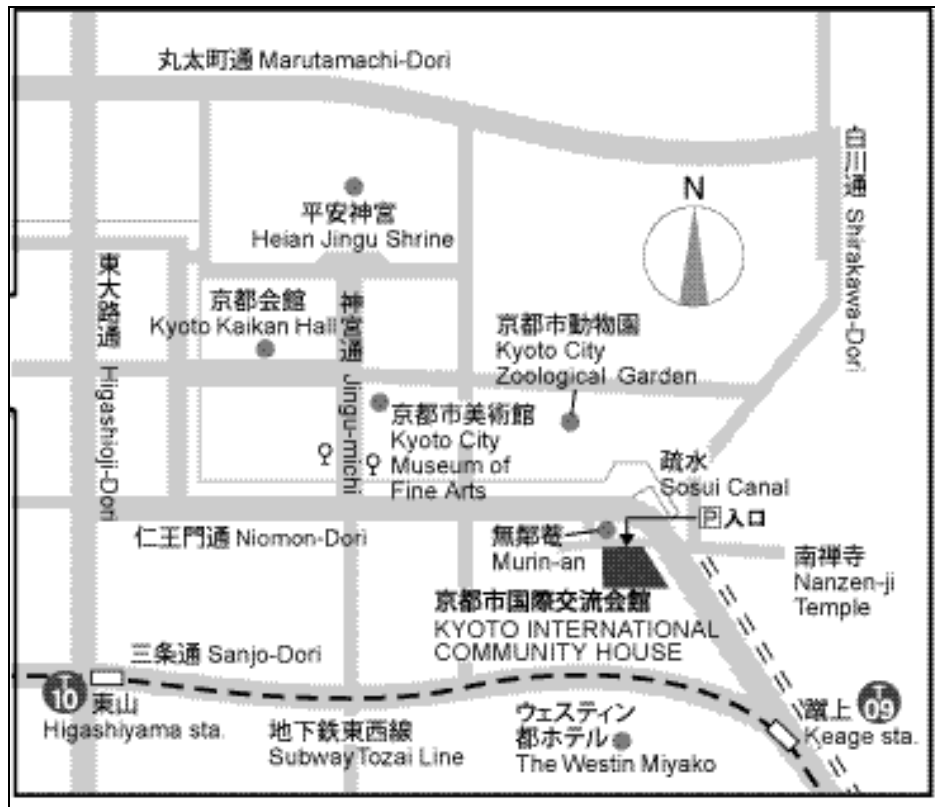 丸太町通 Marutamachi-Dori
白川通 Shirakawa-Dori
N
平安神宮
Heian Jingu Shrine
東大路通 Higashioji-Dori
京都会館
Kyoto Kaikan Hall
神宮通 Jingu-michi
京都市動物園
Kyoto City
Zoological Garden
京都市美術館
Kyoto City
Museum of
Fine Arts
疏水
Sosui Canal
P入口
仁王門通 Niomon-Dori
無鄰菴
Murin-an
南禅寺
Nanzen-ji
Temple
京都市国際交流会館
KYOTO INTERNATIONAL
COMMUNITY HOUSE
三条通 Sanjo-Dori
T
10
東山
Higashiyama sta.
地下鉄東西線
Subway Tozai Line
ウェスティン
都ホテル
The Westin Miyako
蹴上
Keage sta.
T
09